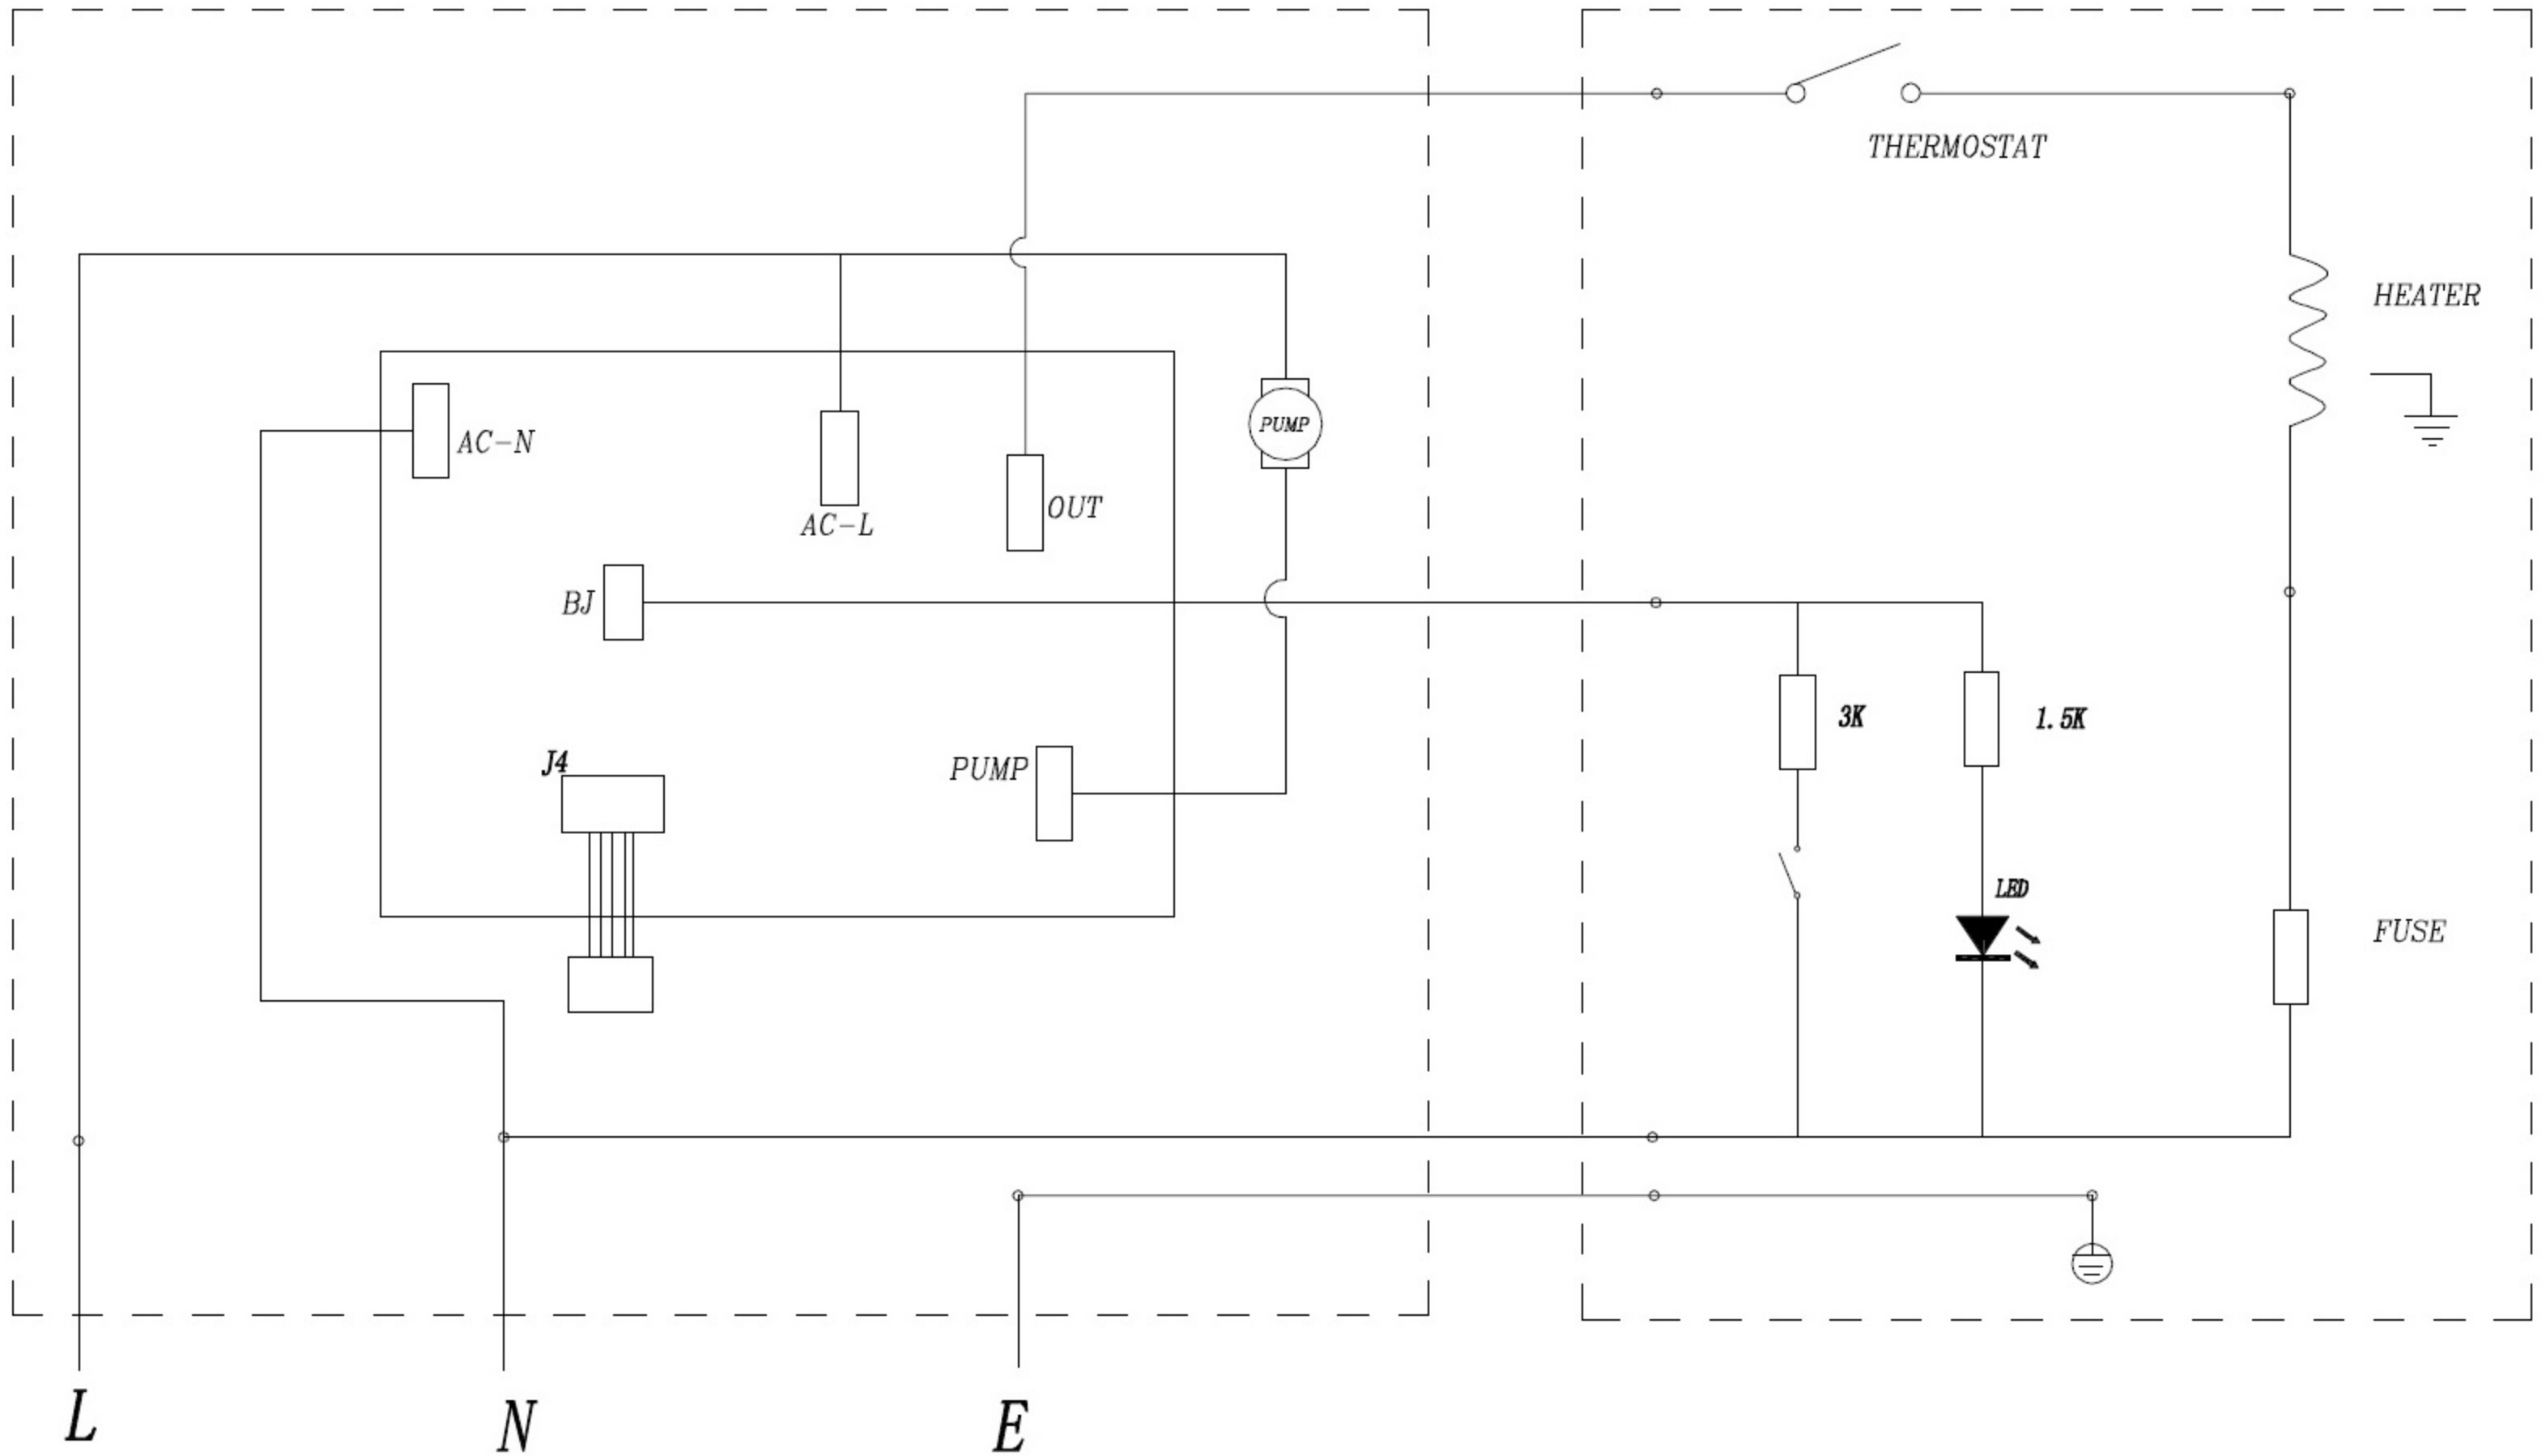 THERMOSTAT
HEATER
AC-N
PUMP
AC-L
OUT
BJ
3K
1.5K
J4
PUMP
LED
FUSE
L
N
E